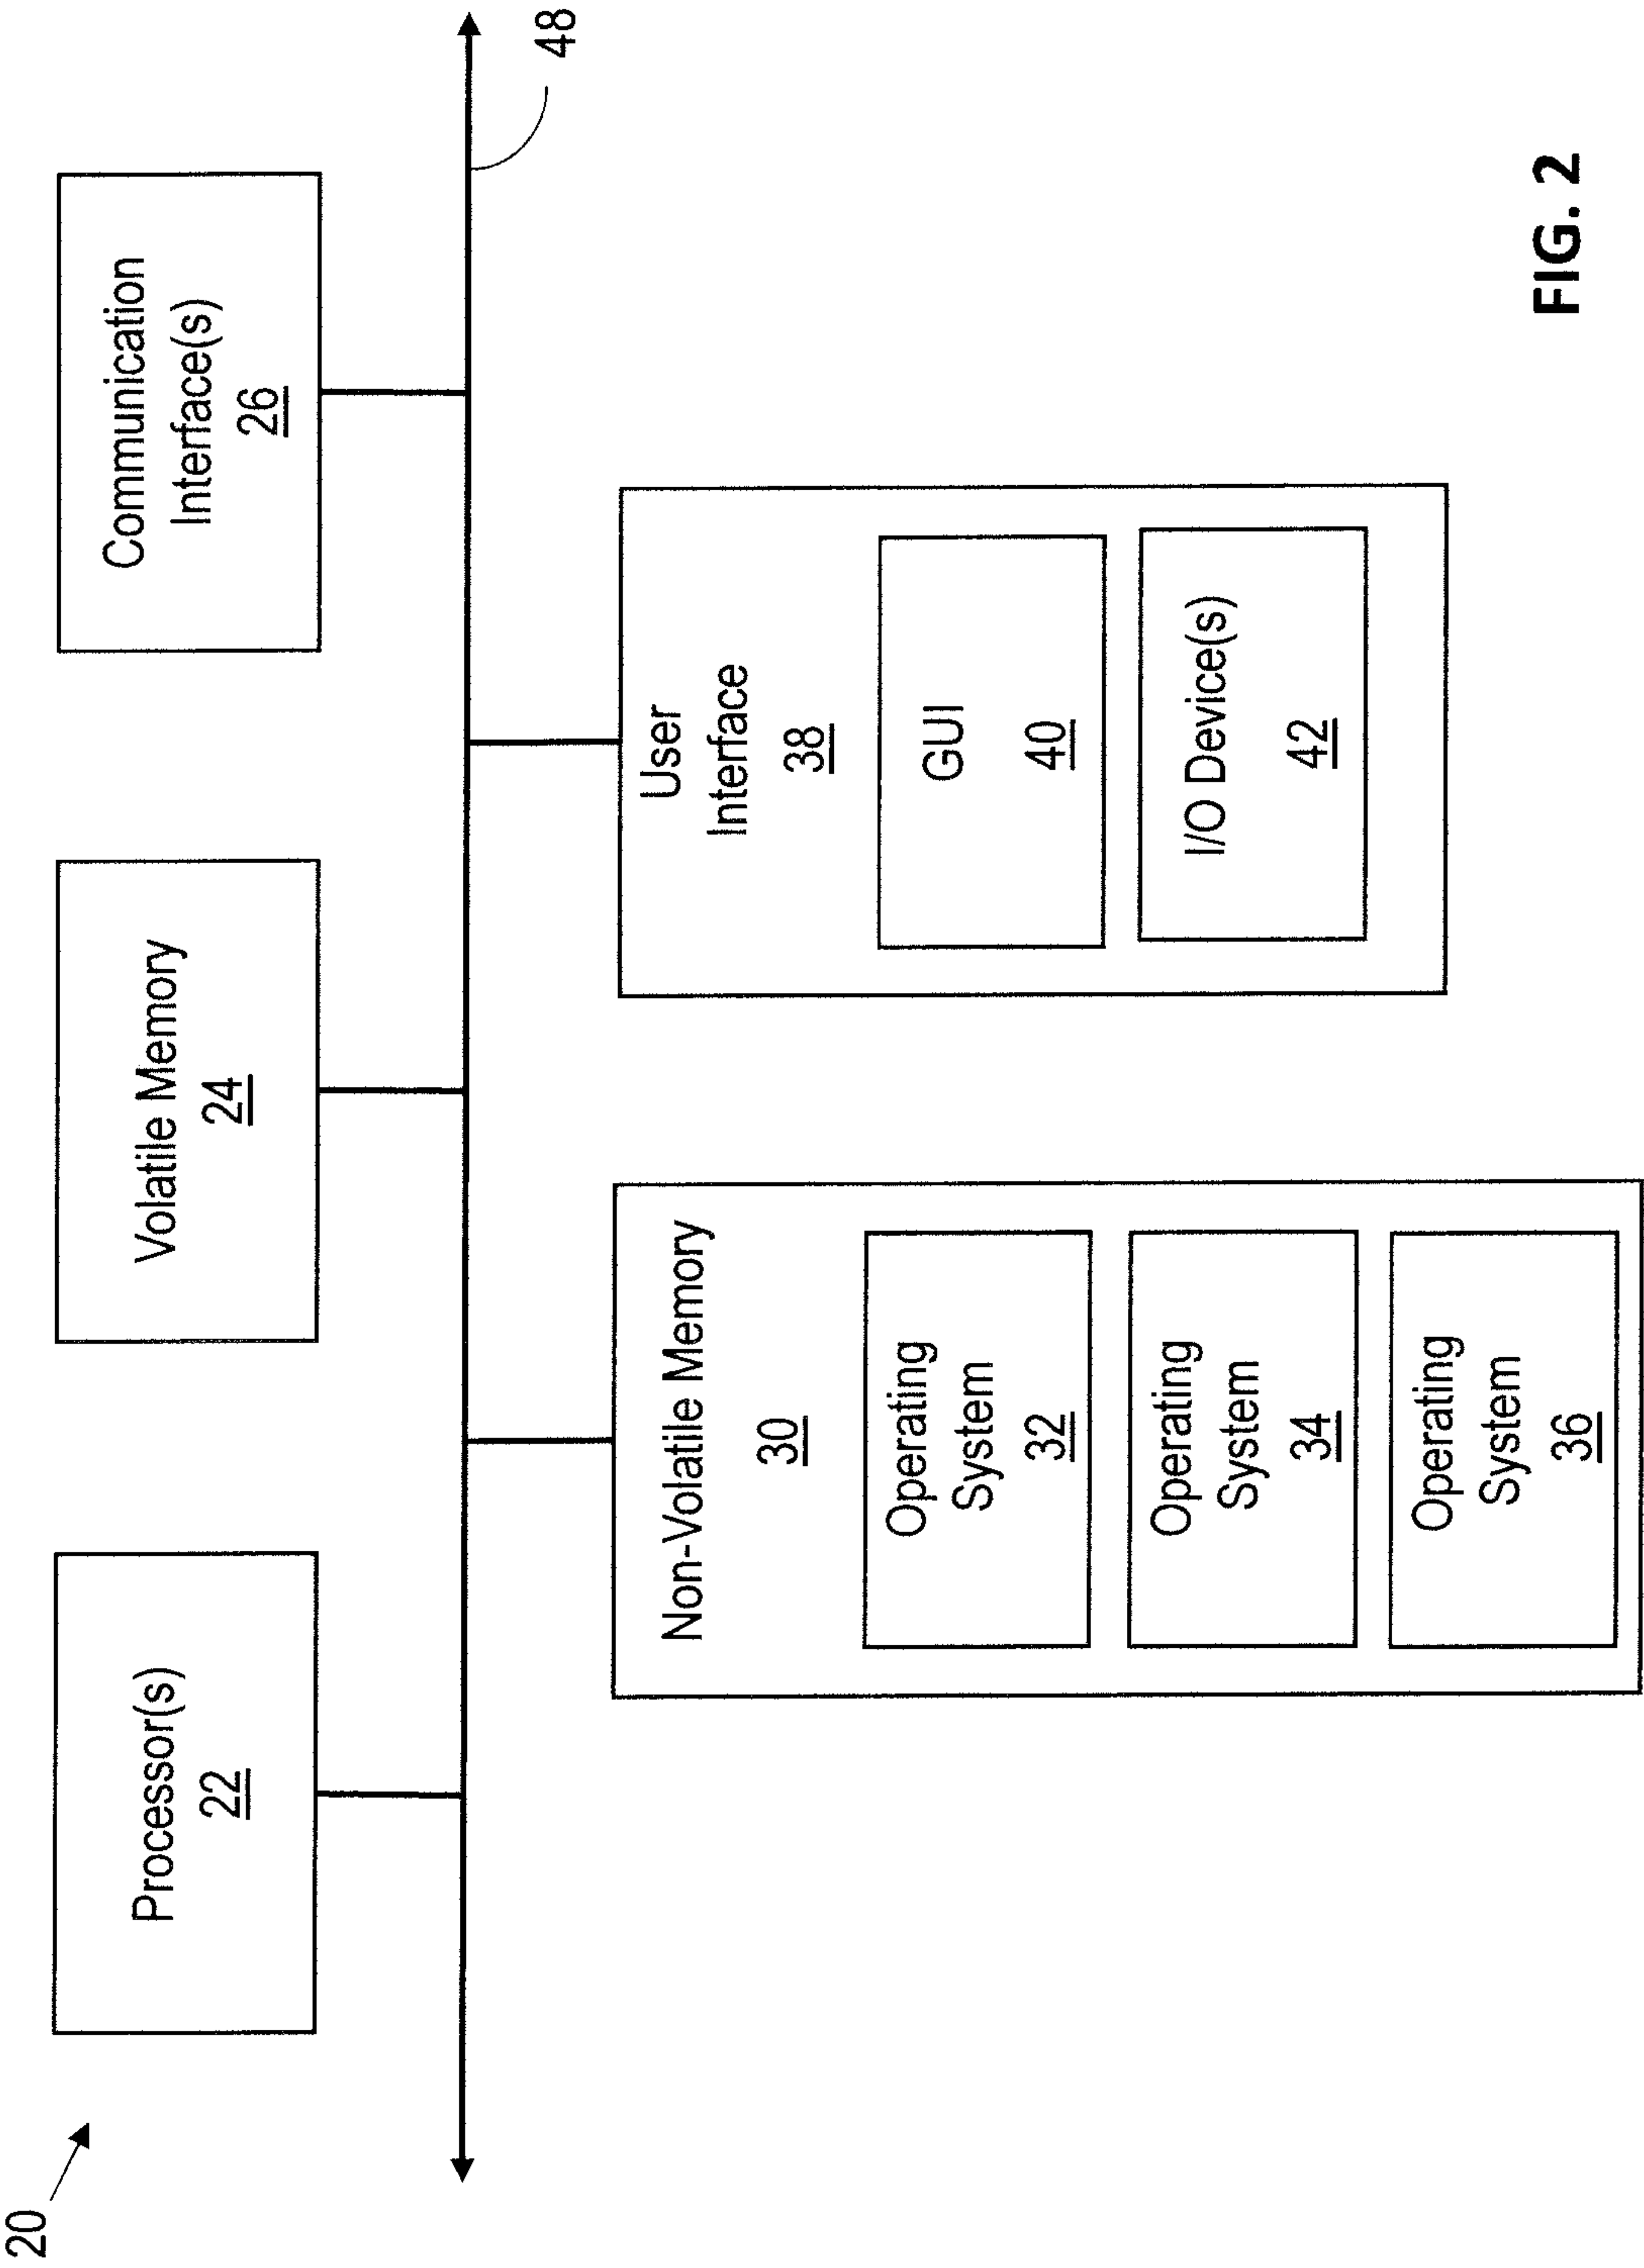 20
Processor(s)
22
Volatile Memory
24
Communication
Interface(s)
26
48
Non-Volatile Memory
30
Operating
System
32
Operating
System
34
Operating
System
36
User
Interface
38
GUI
40
I/O Device(s)
42
FIG. 2